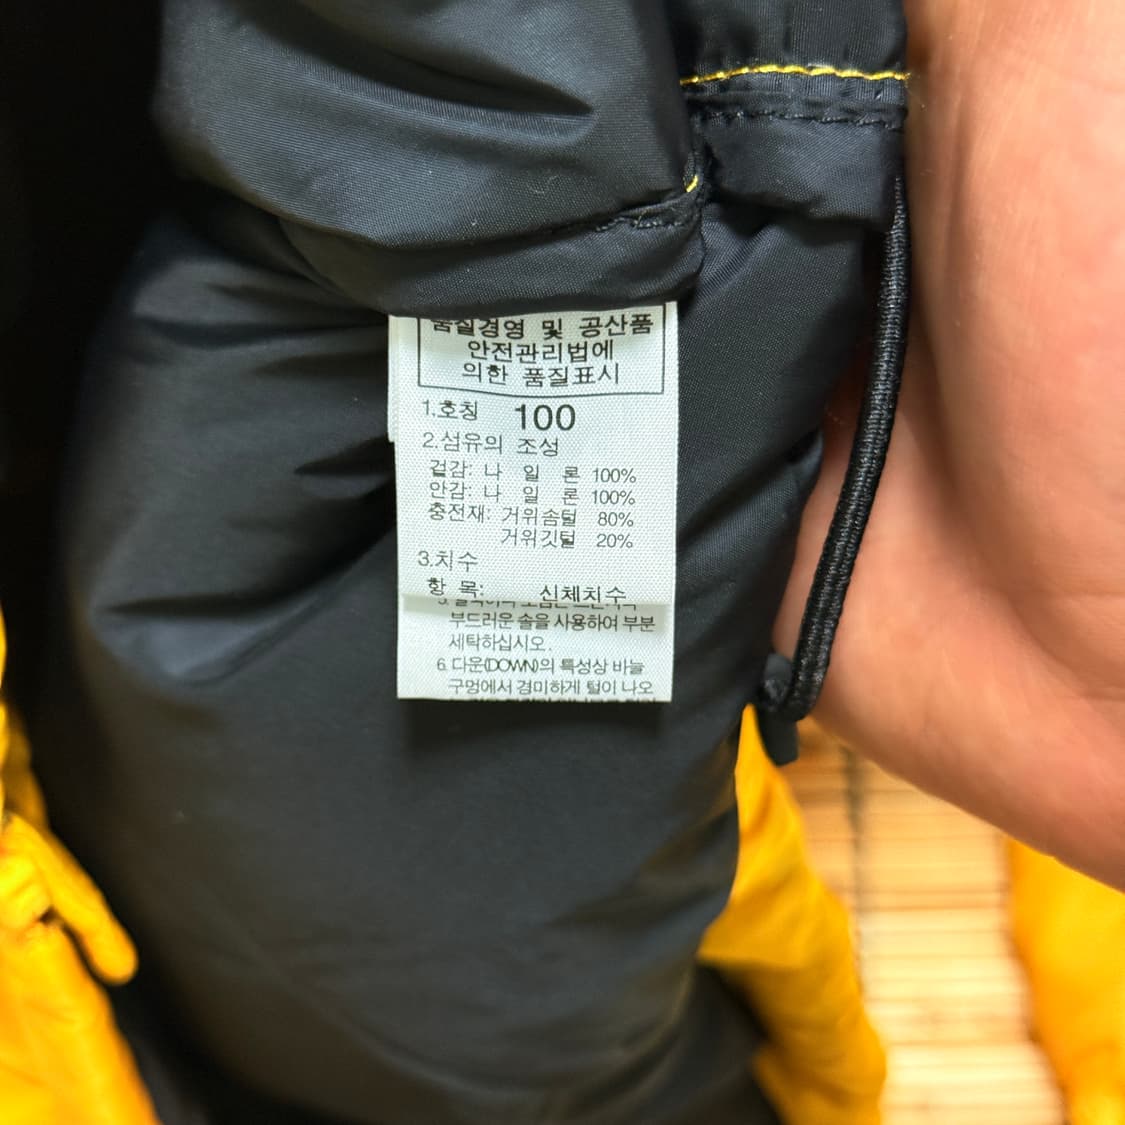 품질경영 및 공산품
안전관리법에
의한 품질표시
1.호칭 100
2.섬유의 조성
겉감: 나 일 론 100%
안감: 나 일 론 100%
충전재: 거위솜털 80%
거위깃털 20%
3.치수
항 목: 신체치수
부드러운 솔을 사용하여 부분
세탁하십시오.
6.다운(DOWN)의 특성상 바늘
구멍에서 경미하게 털이 나오